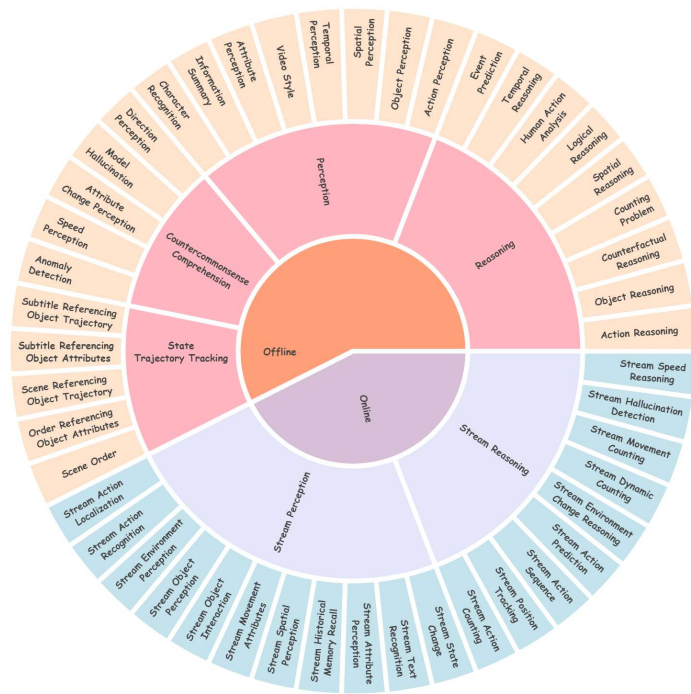 Offline
Online
Perception
Reasoning
Countercommonsense
Comprehension
State
Trajectory Tracking
Stream Perception
Stream Reasoning
Action Reasoning
Object Reasoning
Counterfactual
Reasoning
Counting
Problem
Spatial
Reasoning
Logical
Reasoning
Human Action
Analysis
Temporal
Reasoning
Event
Prediction
Action Perception
Object Perception
Spatial
Perception
Temporal
Perception
Video Style
Attribute
Perception
Information
Summary
Character
Recognition
Direction
Perception
Model
Hallucination
Attribute
Change Perception
Speed
Perception
Anomaly
Detection
Subtitle Referencing
Object Trajectory
Subtitle Referencing
Object Attributes
Scene Referencing
Object Trajectory
Order Referencing
Object Attributes
Scene Order
Stream Action
Localization
Stream Action
Recognition
Stream Environment
Perception
Stream Object
Perception
Stream Object
Interaction
Stream Movement
Attributes
Stream Spatial
Perception
Stream Historical
Memory Recall
Stream Attribute
Perception
Stream Text
Recognition
Stream State
Change
Stream Action
Counting
Stream Position
Tracking
Stream Action
Sequence
Stream Action
Prediction
Stream Environment
Change Reasoning
Stream Dynamic
Counting
Stream Movement
Counting
Stream Hallucination
Detection
Stream Speed
Reasoning